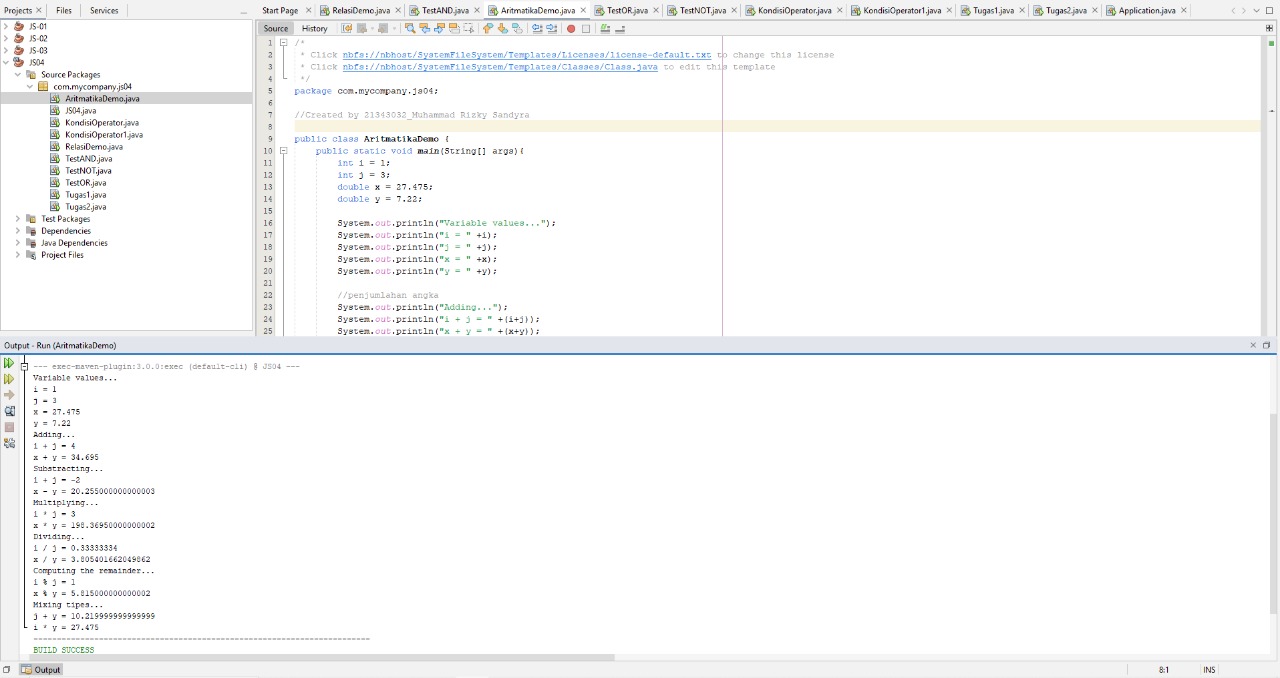 Projects Files Services
JS-01
JS-02
JS-03
JS04
Source Packages
com.mycompany.js04
AritmatikaDemo.java
JS04.java
KondisiOperator.java
KondisiOperator1.java
RelasiDemo.java
TestAND.java
TestNOT.java
TestOR.java
Tugas1.java
Tugas2.java
Test Packages
Dependencies
Java Dependencies
Project Files
Start Page RelasiDemo.java TestAND.java AritmatikaDemo.java TestOR.java TestNOT.java KondisiOperator.java KondisiOperator1.java Tugas1.java Tugas2.java Application.java
Source History
1 /*
2 * Click nbfs://nbhost/SystemFileSystem/Templates/Licenses/license-default.txt to change this license
3 * Click nbfs://nbhost/SystemFileSystem/Templates/Classes/Class.java to edit this template
4 */
5 package com.mycompany.js04;
6
7 //Created by 21343032_Muhammad Rizky Sandyra
8
9 public class AritmatikaDemo {
10 public static void main(String[] args){
11 int i = 1;
12 int j = 3;
13 double x = 27.475;
14 double y = 7.22;
15
16 System.out.println("Variable values...");
17 System.out.println("i = " +i);
18 System.out.println("j = " +j);
19 System.out.println("x = " +x);
20 System.out.println("y = " +y);
21
22 //penjumlahan angka
23 System.out.println("Adding...");
24 System.out.println("i + j = " +(i+j));
25 System.out.println("x + y = " +(x+y));
Output - Run (AritmatikaDemo)
--- exec-maven-plugin:3.0.0:exec (default-cli) @ JS04 ---
Variable values...
i = 1
j = 3
x = 27.475
y = 7.22
Adding...
i + j = 4
x + y = 34.695
Substracting...
i + j = -2
x - y = 20.255000000000003
Multiplying...
i * j = 3
x * y = 198.36950000000002
Dividing...
i / j = 0.33333334
x / y = 3.805401662049862
Computing the remainder...
i % j = 1
x % y = 5.815000000000002
Mixing tipes...
j + y = 10.219999999999999
i * y = 27.475
------------------------------------------------------------------------
BUILD SUCCESS
Output
8:1 INS